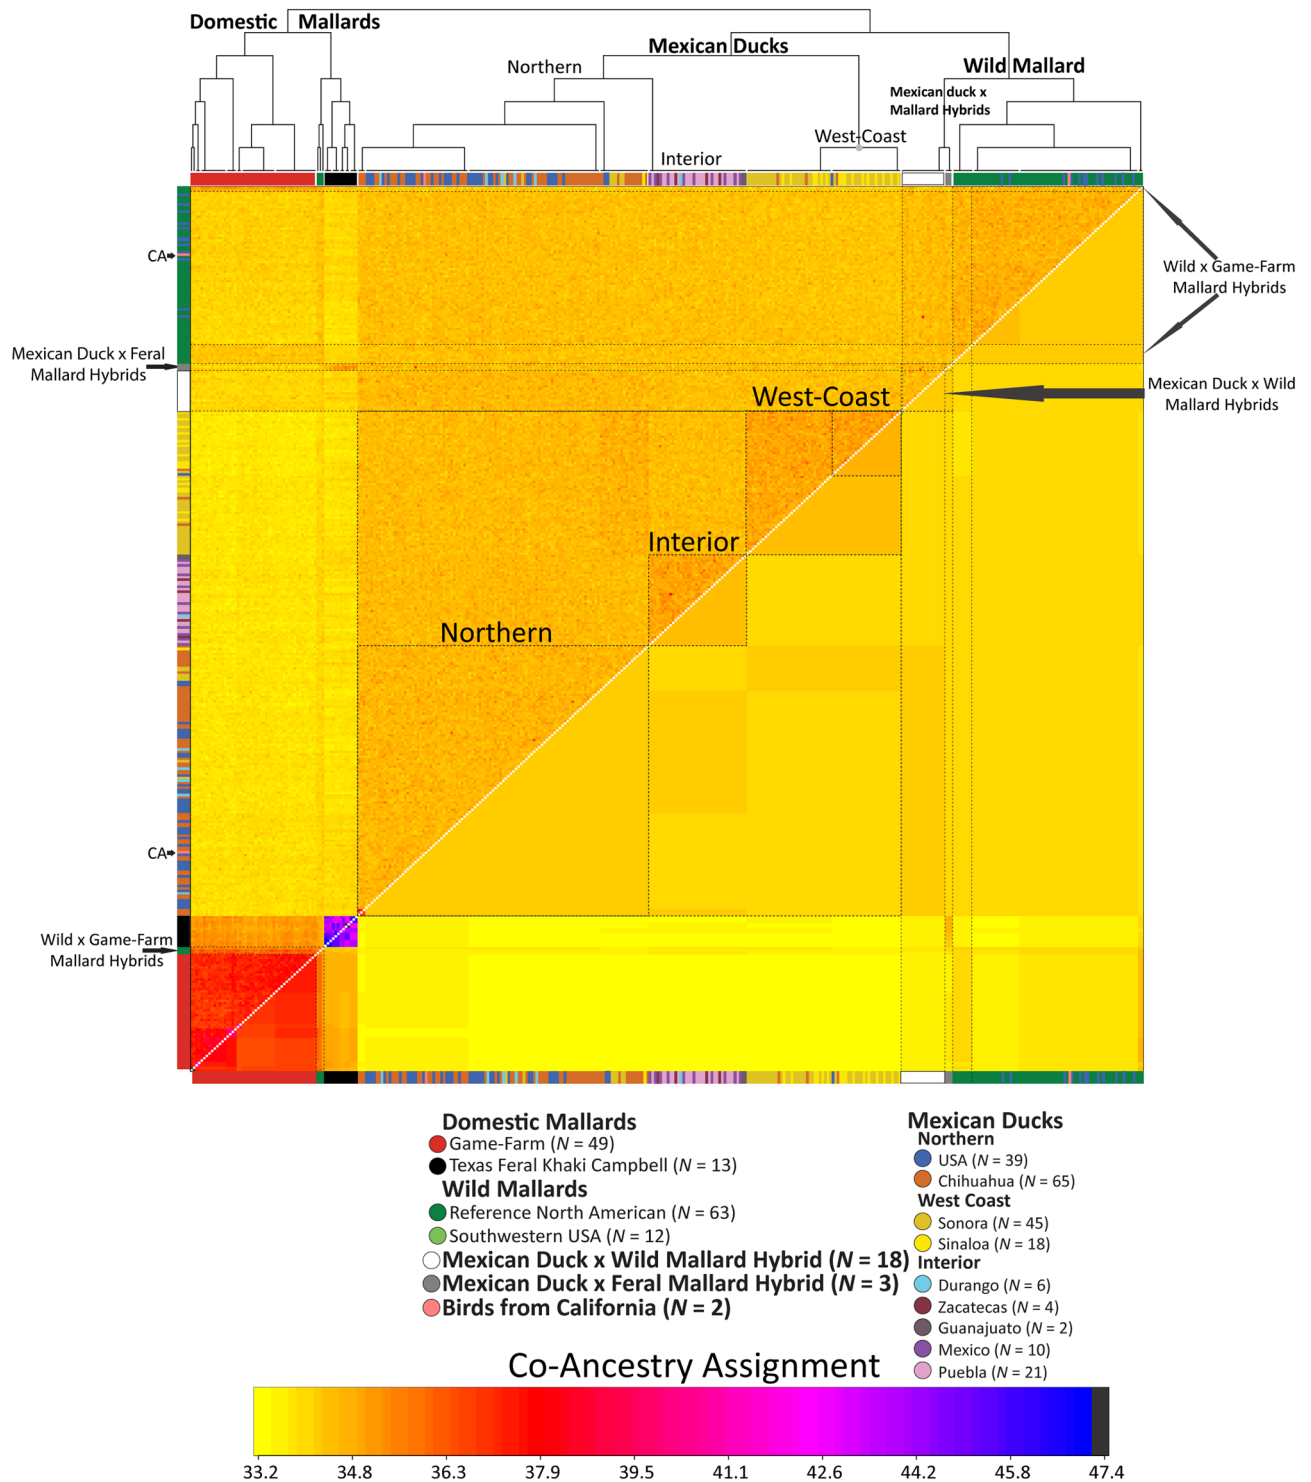 Domestic Mallards
Mexican Ducks
Northern
Wild Mallard
Mexican duck x
Mallard Hybrids
West-Coast
Interior
CA
Wild x Game-Farm
Mallard Hybrids
Mexican Duck x Feral
Mallard Hybrids
Mexican Duck x Wild
Mallard Hybrids
West-Coast
Interior
Northern
CA
Wild x Game-Farm
Mallard Hybrids
Domestic Mallards
Game-Farm (N = 49)
Texas Feral Khaki Campbell (N = 13)
Wild Mallards
Reference North American (N = 63)
Southwestern USA (N = 12)
Mexican Duck x Wild Mallard Hybrid (N = 18)
Mexican Duck x Feral Mallard Hybrid (N = 3)
Birds from California (N = 2)
Mexican Ducks
Northern
USA (N = 39)
Chihuahua (N = 65)
West Coast
Sonora (N = 45)
Sinaloa (N = 18)
Interior
Durango (N = 6)
Zacatecas (N = 4)
Guanajuato (N = 2)
Mexico (N = 10)
Puebla (N = 21)
Co-Ancestry Assignment
33.2 34.8 36.3 37.9 39.5 41.1 42.6 44.2 45.8 47.4